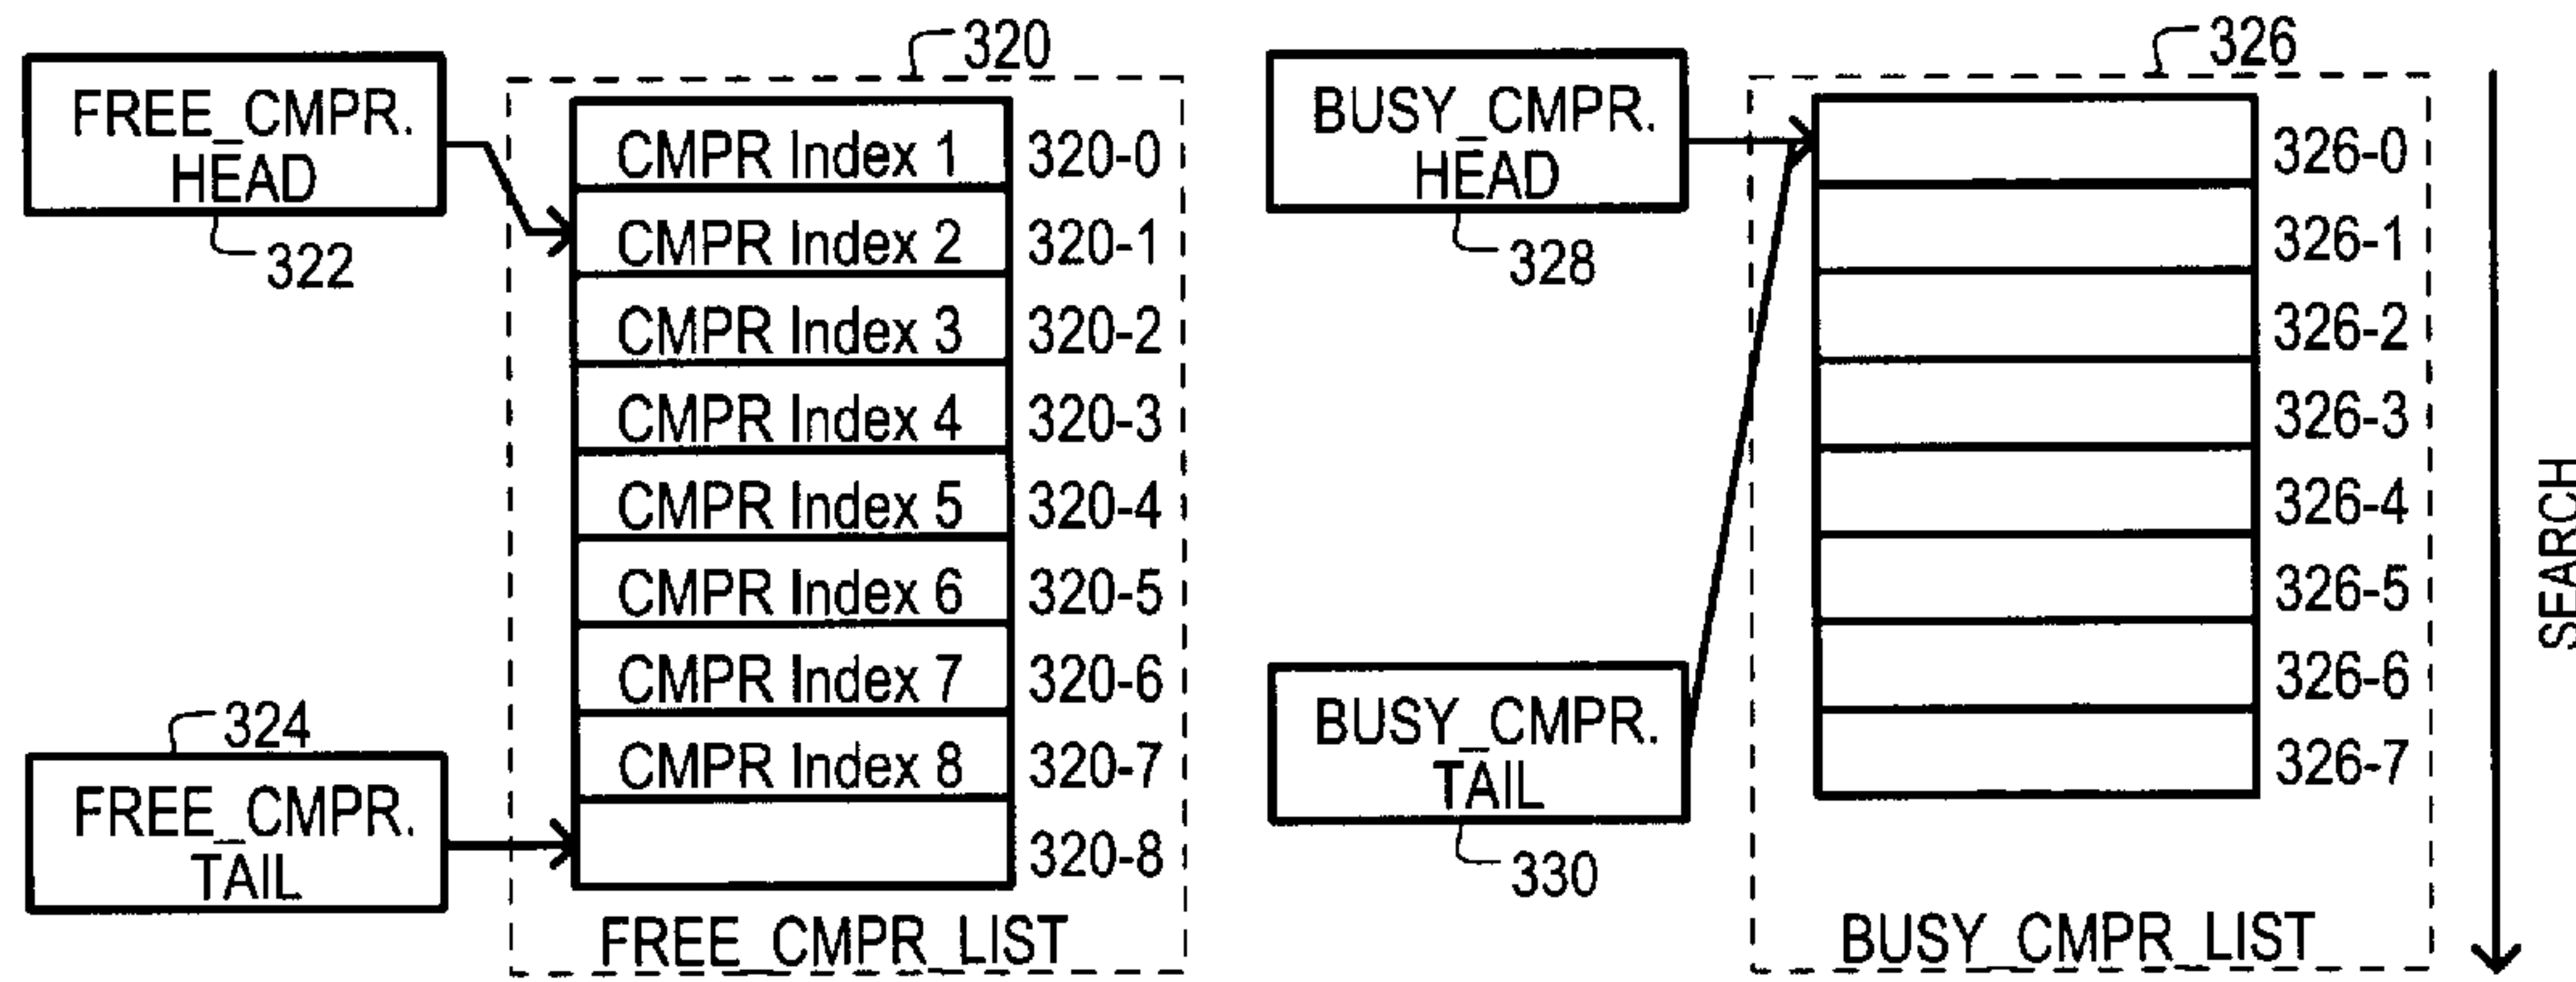 320
FREE_CMPR.
HEAD
322
CMPR Index 1 320-0
CMPR Index 2 320-1
CMPR Index 3 320-2
CMPR Index 4 320-3
CMPR Index 5 320-4
CMPR Index 6 320-5
CMPR Index 7 320-6
CMPR Index 8 320-7
320-8
324
FREE_CMPR.
TAIL
FREE_CMPR_LIST
326
BUSY_CMPR.
HEAD
328
326-0
326-1
326-2
326-3
326-4
326-5
326-6
326-7
BUSY_CMPR.
TAIL
330
BUSY_CMPR_LIST
SEARCH